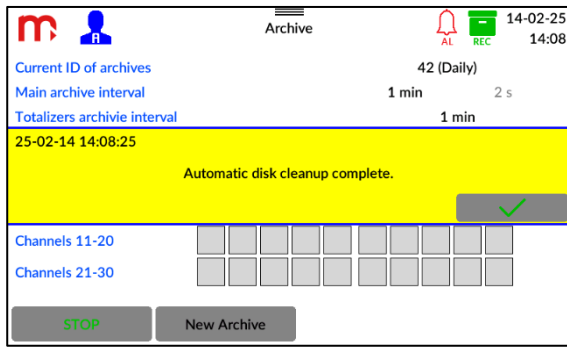 Archive
14-02-25
14:08
A
AL
REC
Current ID of archives 42 (Daily)
Main archive interval 1 min 2 s
Totalizers archivie interval 1 min
25-02-14 14:08:25
Automatic disk cleanup complete.
Channels 11-20
Channels 21-30
STOP New Archive